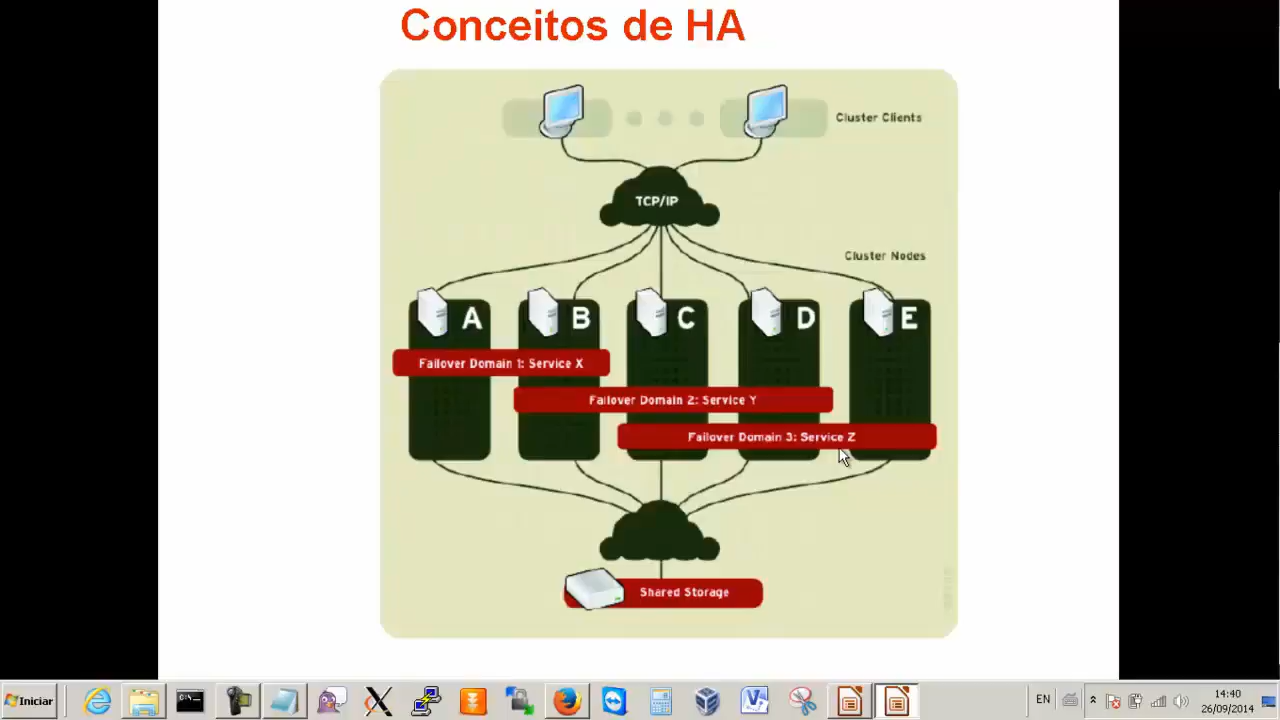 Conceitos de HA
Cluster Clients
TCP/IP
Cluster Nodes
A B C D E
Failover Domain 1: Service X
Failover Domain 2: Service Y
Failover Domain 3: Service Z
Shared Storage
Iniciar
EN
14:40
26/09/2014